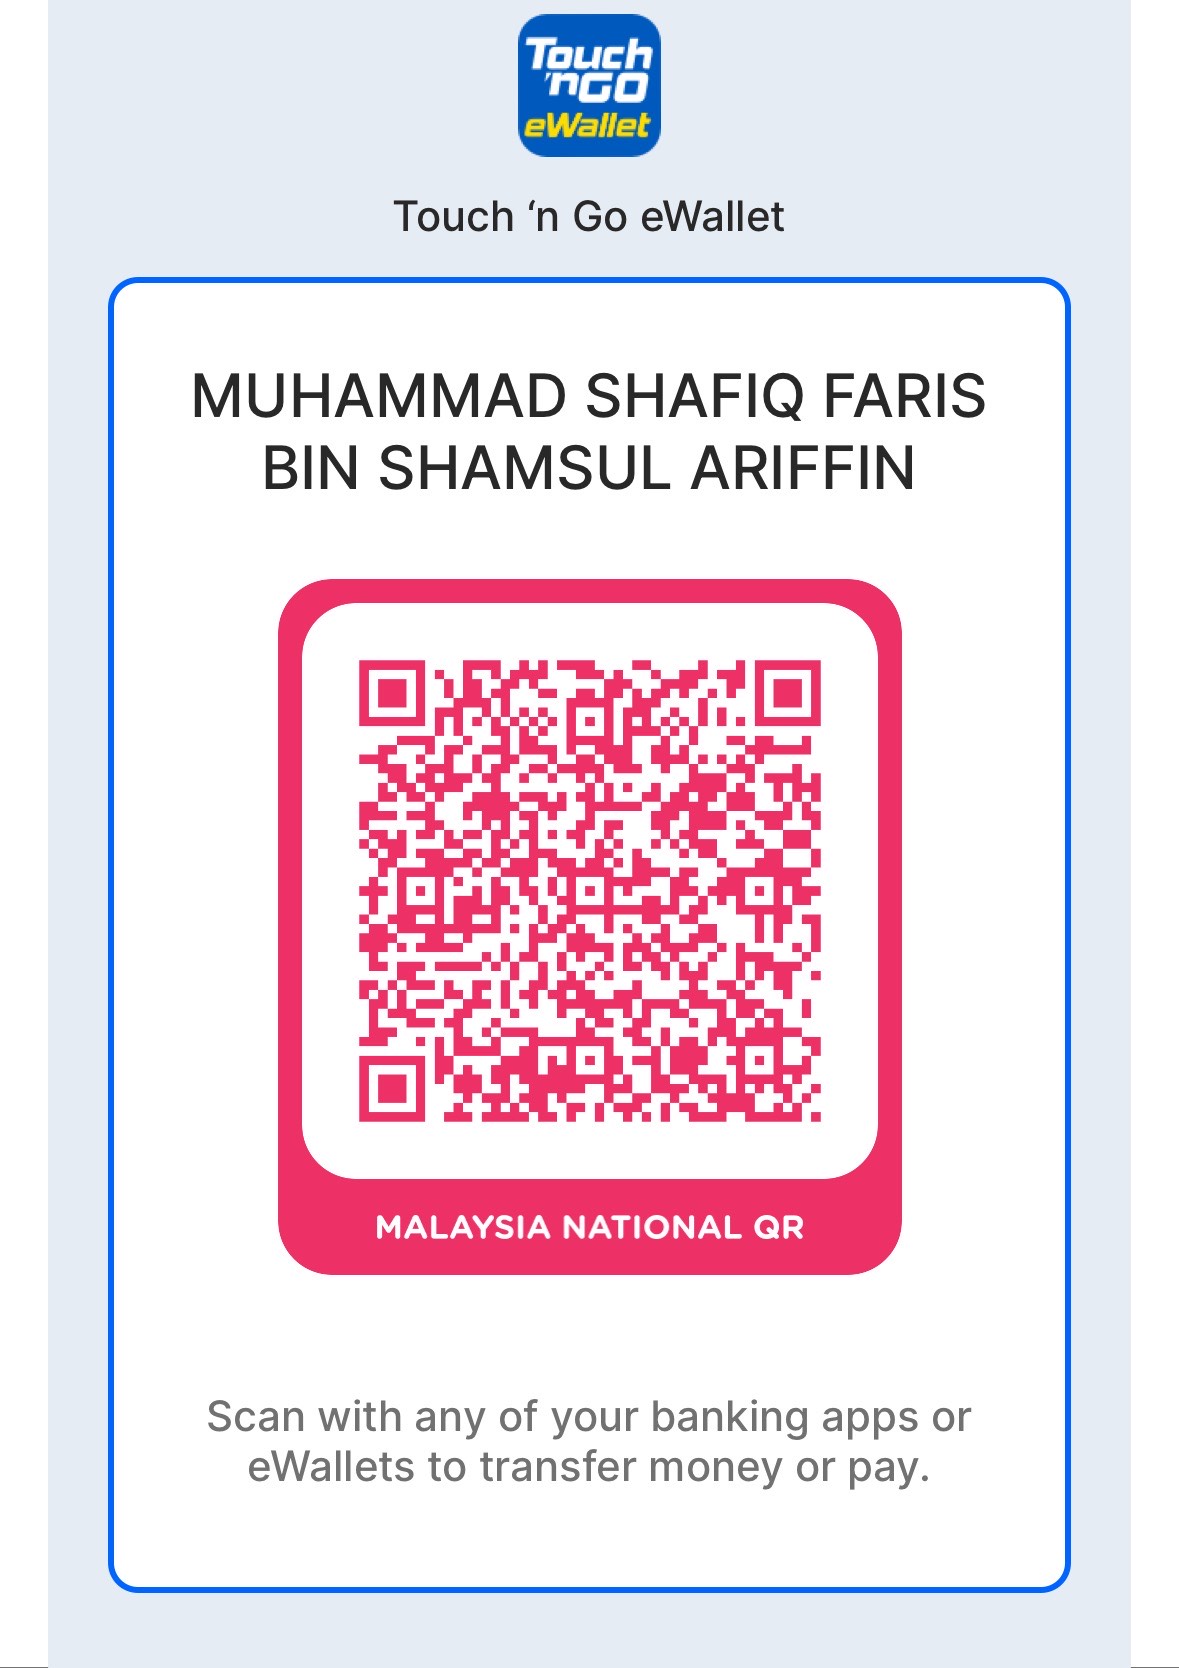 Touch
'nGO
eWallet
Touch ‘n Go eWallet
MUHAMMAD SHAFIQ FARIS
BIN SHAMSUL ARIFFIN
MALAYSIA NATIONAL QR
Scan with any of your banking apps or
eWallets to transfer money or pay.